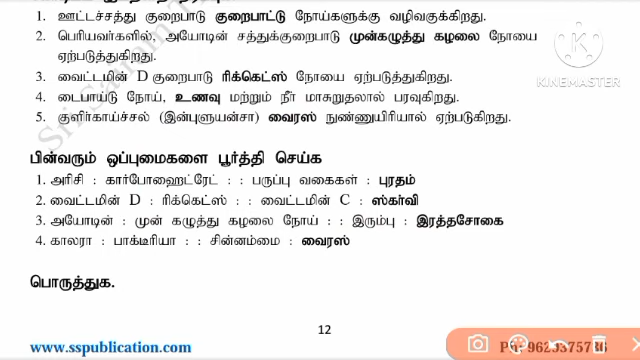 1. ஊட்டச்சத்து குறைபாடு குறைபாட்டு நோய்களுக்கு வழிவகுக்கிறது.
2. பெரியவர்களில், அயோடின் சத்துக்குறைபாடு முன்கழுத்து கழலை நோயை
ஏற்படுத்துகிறது.
3. வைட்டமின் D குறைபாடு ரிக்கெட்ஸ் நோயை ஏற்படுத்துகிறது.
4. டைபாய்டு நோய், உணவு மற்றும் நீர் மாசுறுதலால் பரவுகிறது.
5. குளிர்காய்ச்சல் (இன்புளுயன்சா) வைரஸ் நுண்ணுயிரியால் ஏற்படுகிறது.
KINEMASTER
பின்வரும் ஒப்புமைகளை பூர்த்தி செய்க
1. அரிசி : கார்போஹைட்ரேட் : : பருப்பு வகைகள் : புரதம்
2. வைட்டமின் D : ரிக்கெட்ஸ் : : வைட்டமின் C : ஸ்கர்வி
3. அயோடின் : முன் கழுத்து கழலை நோய் : : இரும்பு : இரத்தசோகை
4. காலரா : பாக்டீரியா : : சின்னம்மை : வைரஸ்
பொருத்துக.
12
www.sspublication.com